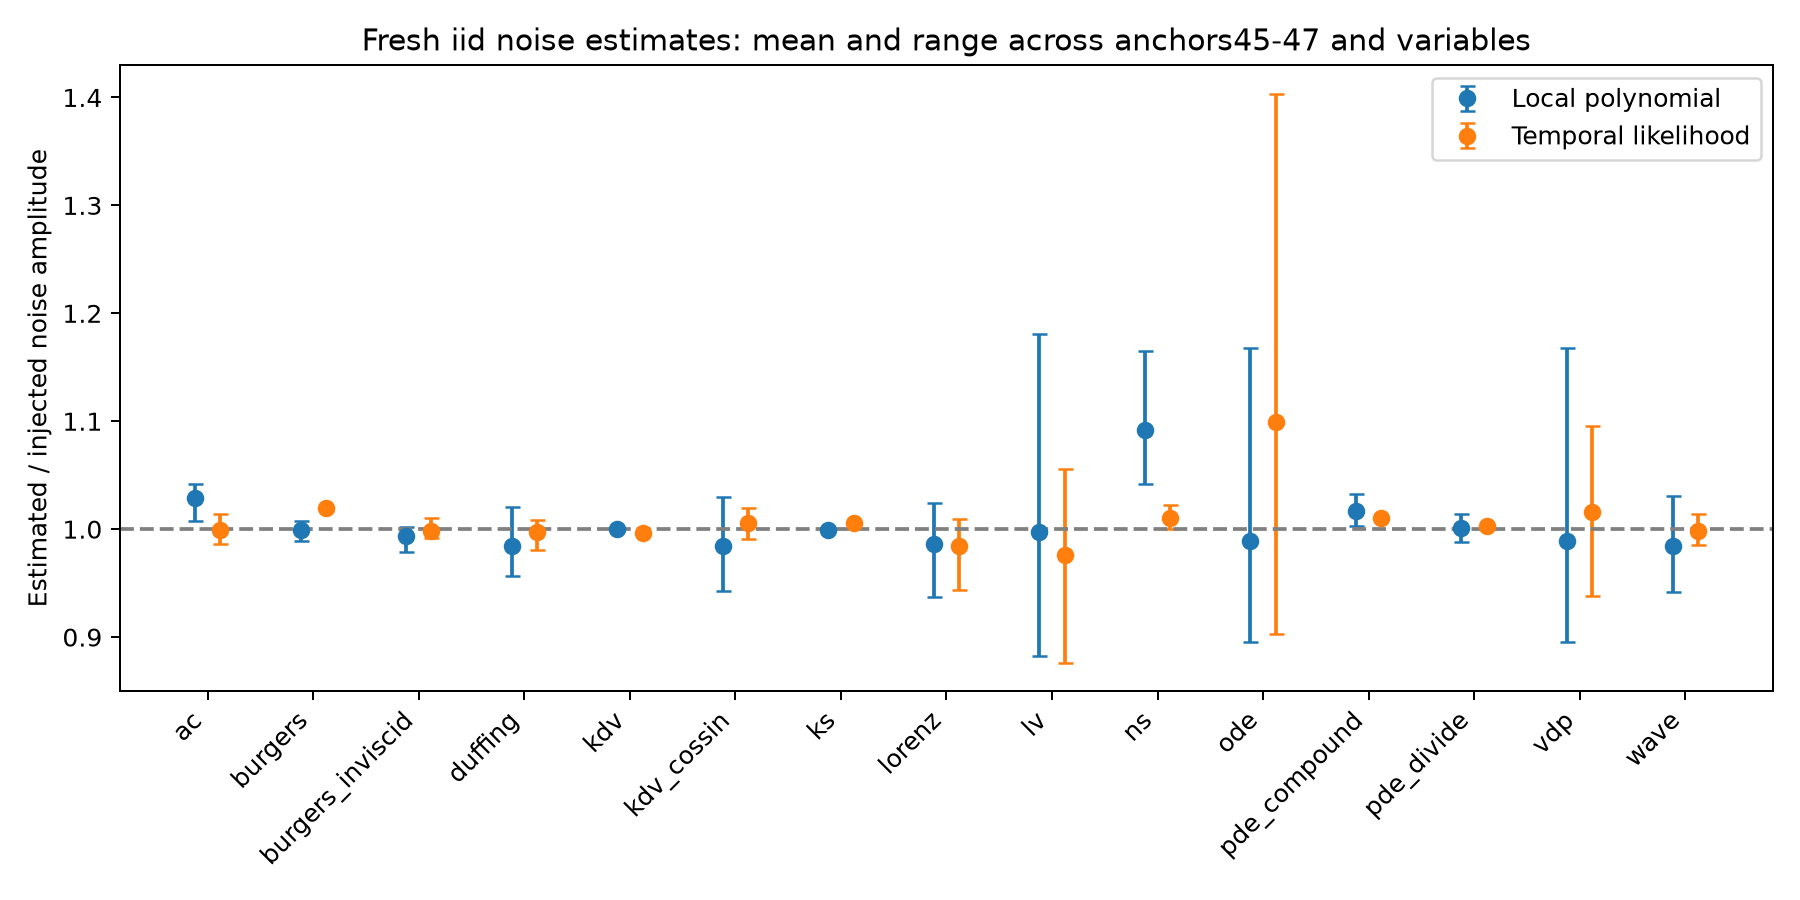 Fresh iid noise estimates: mean and range across anchors45-47 and variables
Estimated / injected noise amplitude
1.4
1.3
1.2
1.1
1.0
0.9
Local polynomial
Temporal likelihood
ac
burgers
burgers_inviscid
duffing
kdv
kdv_cossin
ks
lorenz
lv
ns
ode
pde_compound
pde_divide
vdp
wave